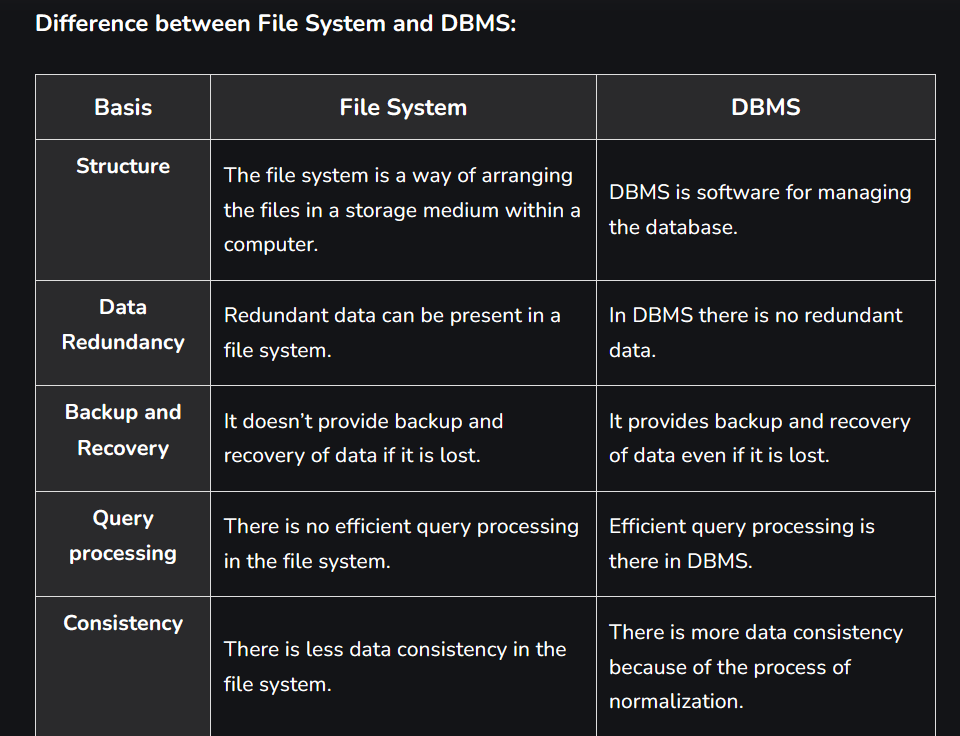 Difference between File System and DBMS:
Basis
File System
DBMS
Structure
The file system is a way of arranging
the files in a storage medium within a
computer.
DBMS is software for managing
the database.
Data
Redundancy
Redundant data can be present in a
file system.
In DBMS there is no redundant
data.
Backup and
Recovery
It doesn’t provide backup and
recovery of data if it is lost.
It provides backup and recovery
of data even if it is lost.
Query
processing
There is no efficient query processing
in the file system.
Efficient query processing is
there in DBMS.
Consistency
There is less data consistency in the
file system.
There is more data consistency
because of the process of
normalization.